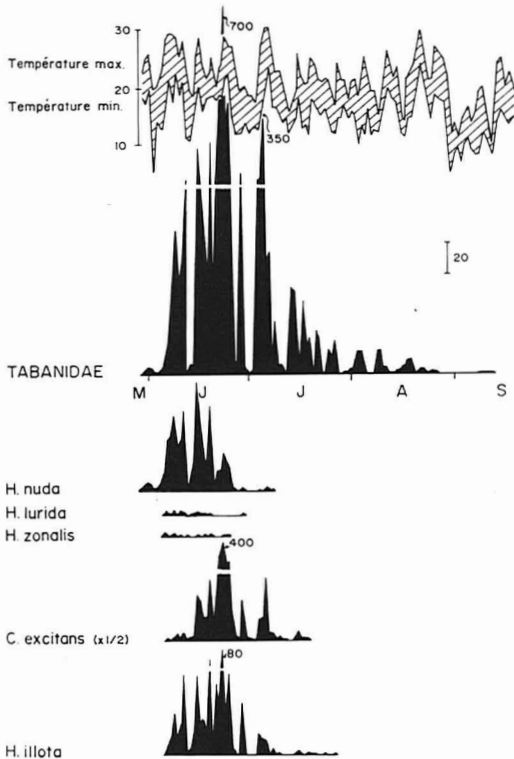 700
30
Température max.
20
Température min.
350
10
20
TABANIDAE
M J J A S
H. nuda
H. lurida
H. zonalis
400
C. excitans (x1/2)
80
H. illota